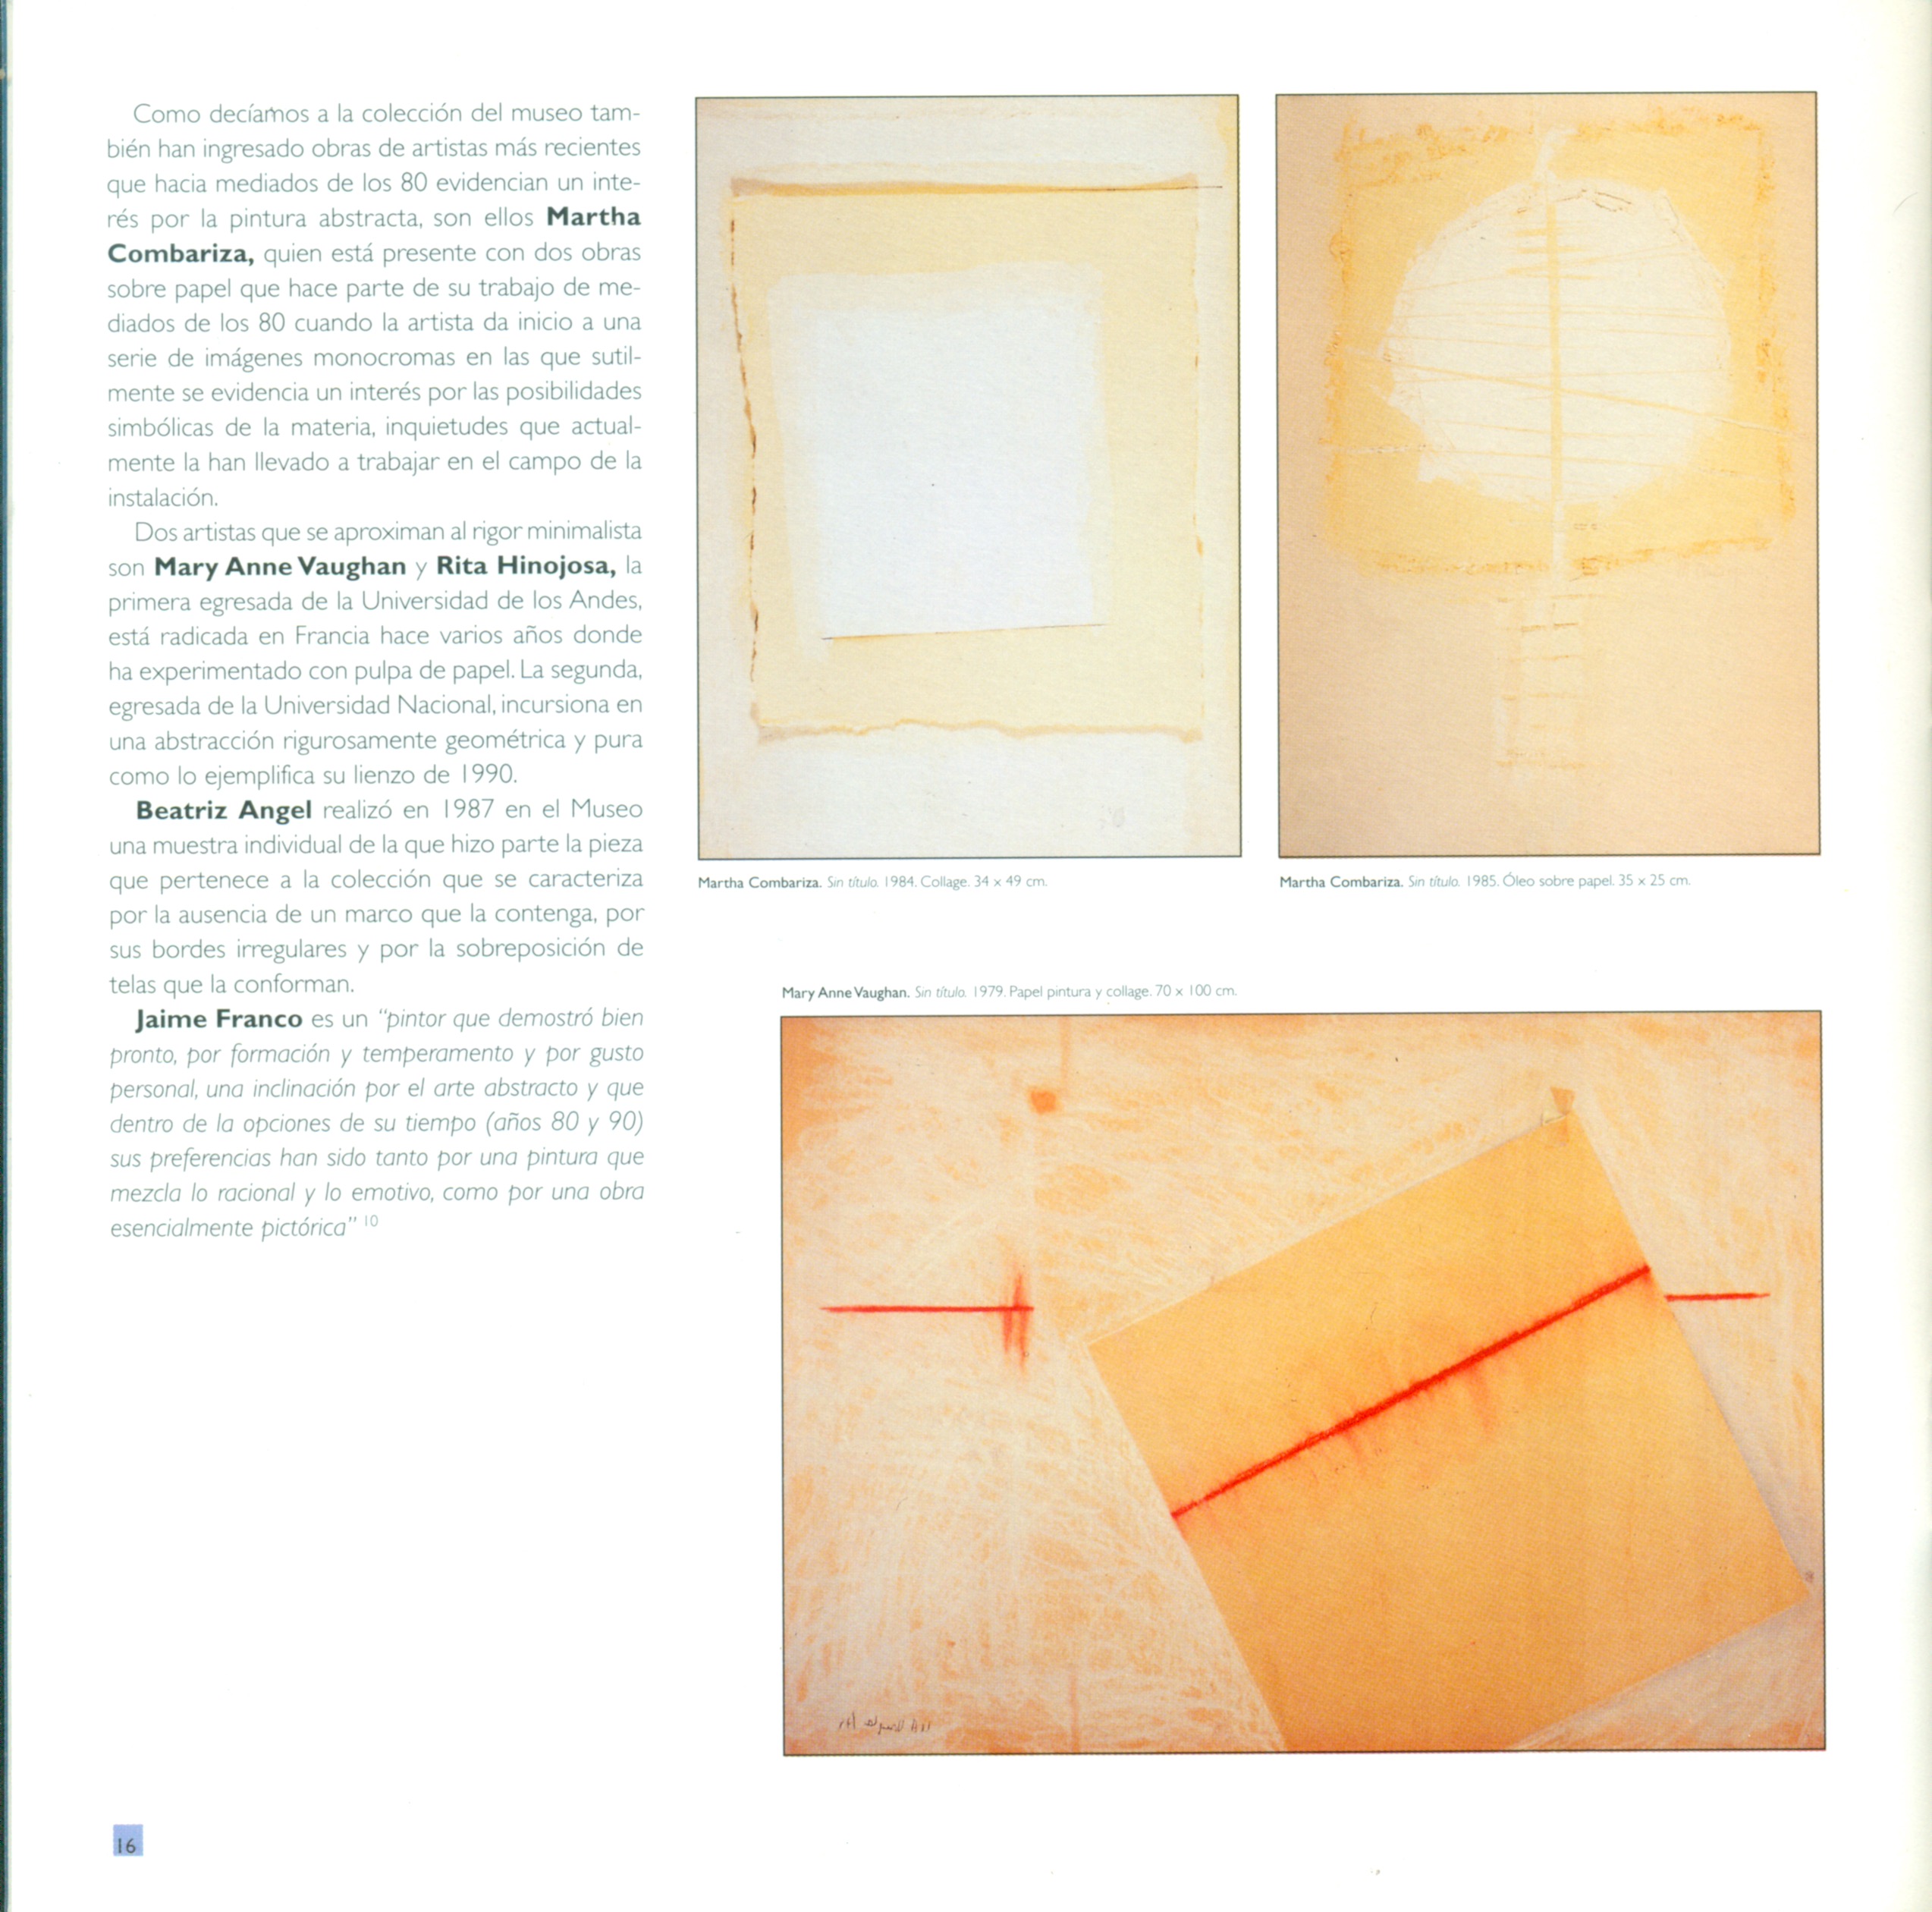 Como decíamos a la colección del museo tam-
bién han ingresado obras de artistas más recientes
que hacia mediados de los 80 evidencian un inte-
rés por la pintura abstracta, son ellos Martha
Combariza, quien está presente con dos obras
sobre papel que hace parte de su trabajo de me-
diados de los 80 cuando la artista da inicio a una
serie de imágenes monocromas en las que sutil-
mente se evidencia un interés por las posibilidades
simbólicas de la materia, inquietudes que actual-
mente la han llevado a trabajar en el campo de la
instalación.
Dos artistas que se aproximan al rigor minimalista
son Mary Anne Vaughan y Rita Hinojosa, la
primera egresada de la Universidad de los Andes,
está radicada en Francia hace varios años donde
ha experimentado con pulpa de papel. La segunda,
egresada de la Universidad Nacional, incursiona en
una abstracción rigurosamente geométrica y pura
como lo ejemplifica su lienzo de 1990.
Beatriz Angel realizó en 1987 en el Museo
una muestra individual de la que hizo parte la pieza
que pertenece a la colección que se caracteriza
por la ausencia de un marco que la contenga, por
sus bordes irregulares y por la sobreposición de
telas que la conforman.
Jaime Franco es un "pintor que demostró bien
pronto, por formación y temperamento y por gusto
personal, una inclinación por el arte abstracto y que
dentro de la opciones de su tiempo (años 80 y 90)
sus preferencias han sido tanto por una pintura que
mezcla lo racional y lo emotivo, como por una obra
esencialmente pictórica" 10
Martha Combariza. Sin título. 1984. Collage. 34 x 49 cm.
Martha Combariza. Sin título. 1985. Óleo sobre papel. 35 x 25 cm.
Mary Anne Vaughan. Sin título. 1979. Papel pintura y collage. 70 x 100 cm.
16